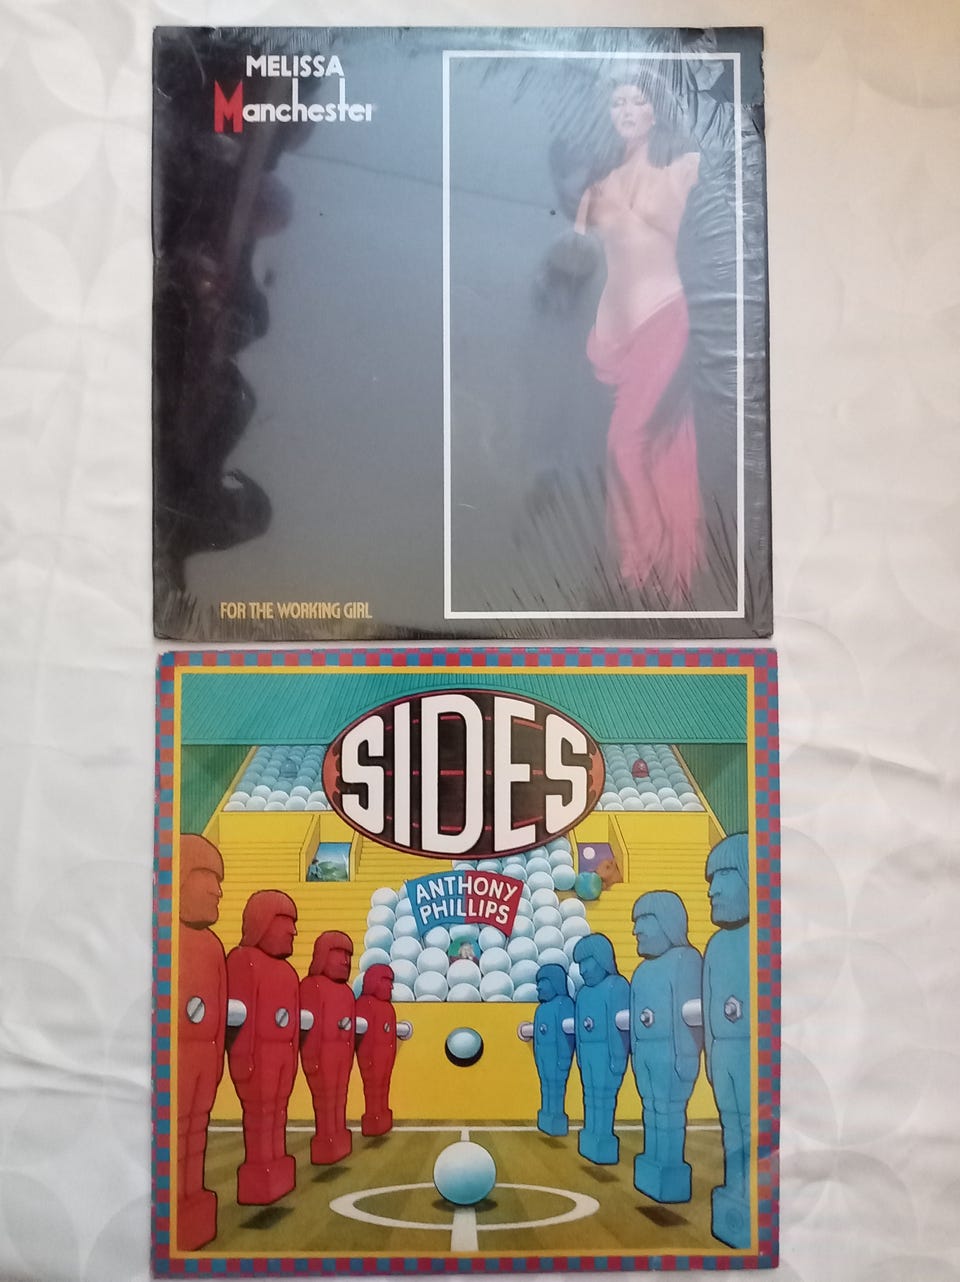 MELISSA
Manchester
FOR THE WORKING GIRL
SIDES
ANTHONY
PHILLIPS